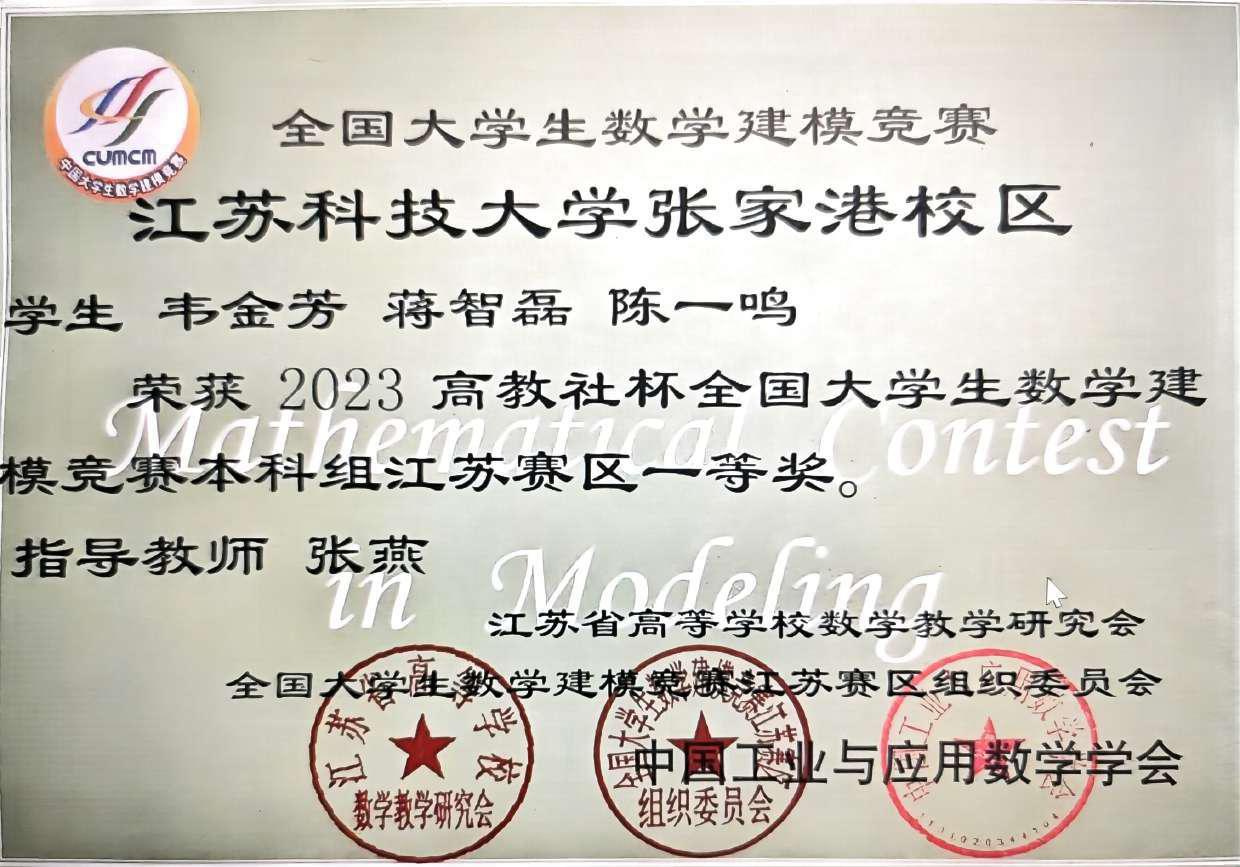 CUMCM
中国大学生数学建模竞赛
全国大学生数学建模竞赛
江苏科技大学张家港校区
学生 韦金芳 蒋智磊 陈一鸣
荣获 2023 高教社杯全国大学生数学建
Mathematical Contest
模竞赛本科组江苏赛区一等奖。
指导教师 张燕
in Modeling
江苏省高等学校数学教学研究会
全国大学生数学建模竞赛江苏赛区组织委员会
中国工业与应用数学学会
江苏省高等学校
数学教学研究会
全国大学生数学建模竞赛江苏赛区
组织委员会
中国工业与应用数学学会